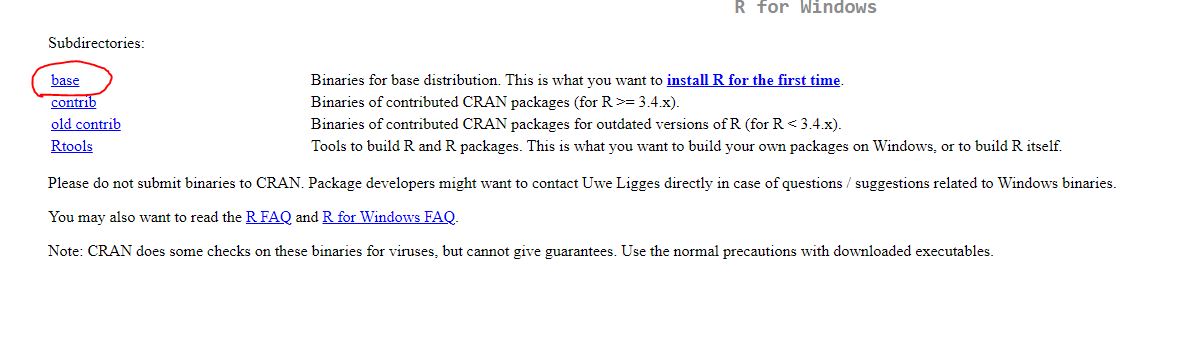 R for Windows
Subdirectories:
base Binaries for base distribution. This is what you want to install R for the first time.
contrib Binaries of contributed CRAN packages (for R >= 3.4.x).
old contrib Binaries of contributed CRAN packages for outdated versions of R (for R < 3.4.x).
Rtools Tools to build R and R packages. This is what you want to build your own packages on Windows, or to build R itself.
Please do not submit binaries to CRAN. Package developers might want to contact Uwe Ligges directly in case of questions / suggestions related to Windows binaries.
You may also want to read the R FAQ and R for Windows FAQ.
Note: CRAN does some checks on these binaries for viruses, but cannot give guarantees. Use the normal precautions with downloaded executables.